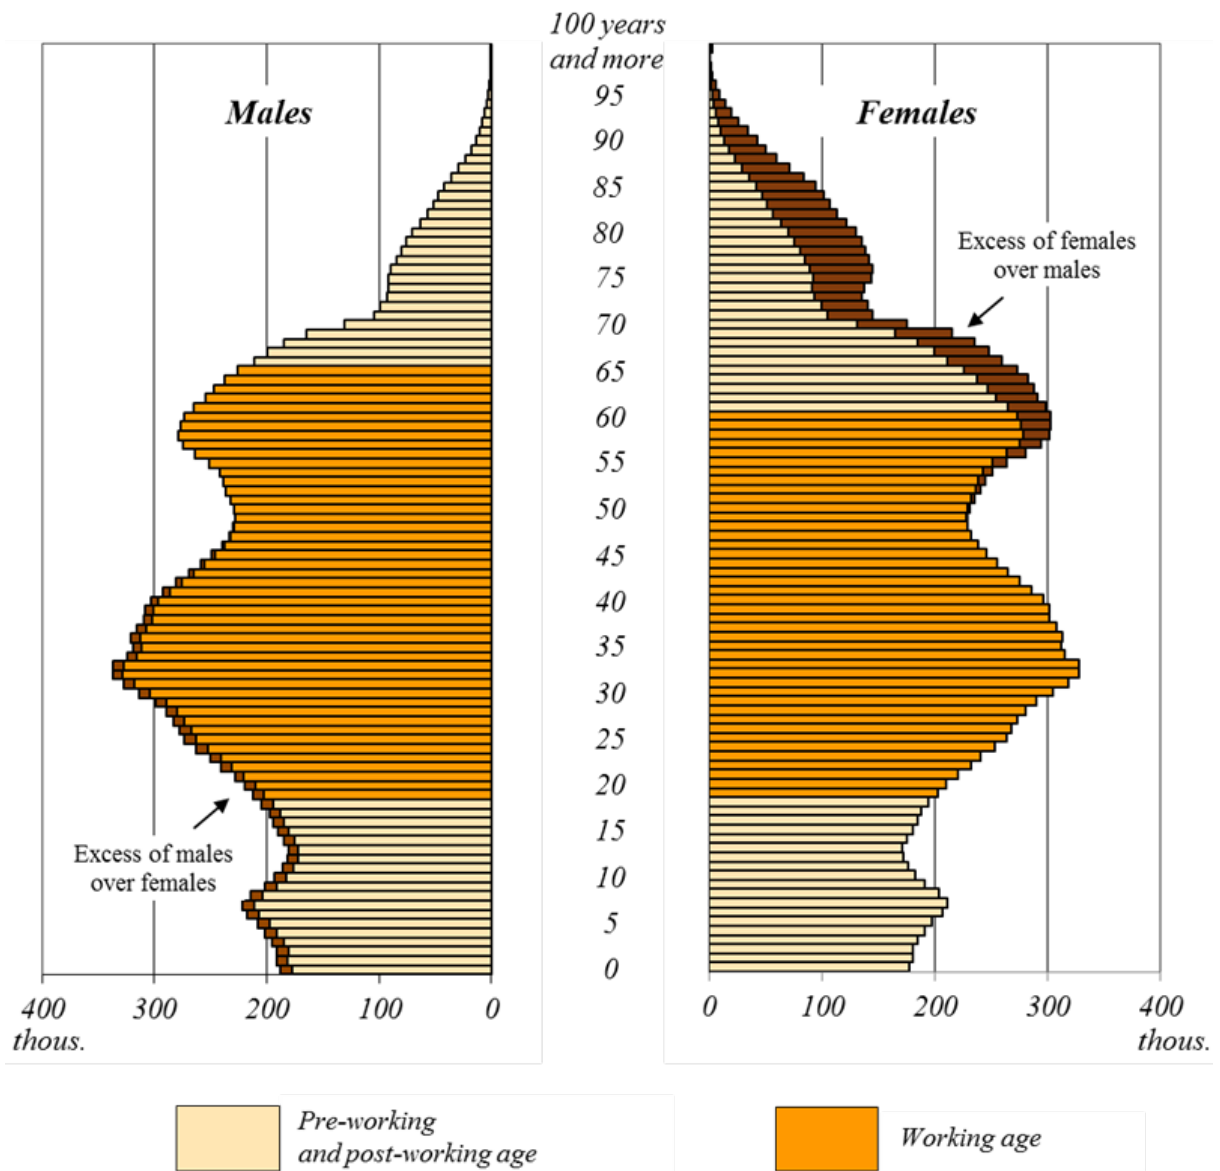 100 years
and more
Males
Females
95
90
85
80
75
70
65
60
55
50
45
40
35
30
25
20
15
10
5
0
Excess of females
over males
Excess of males
over females
400 300 200 100 0
thous.
0 100 200 300 400
thous.
Pre-working
and post-working age
Working age